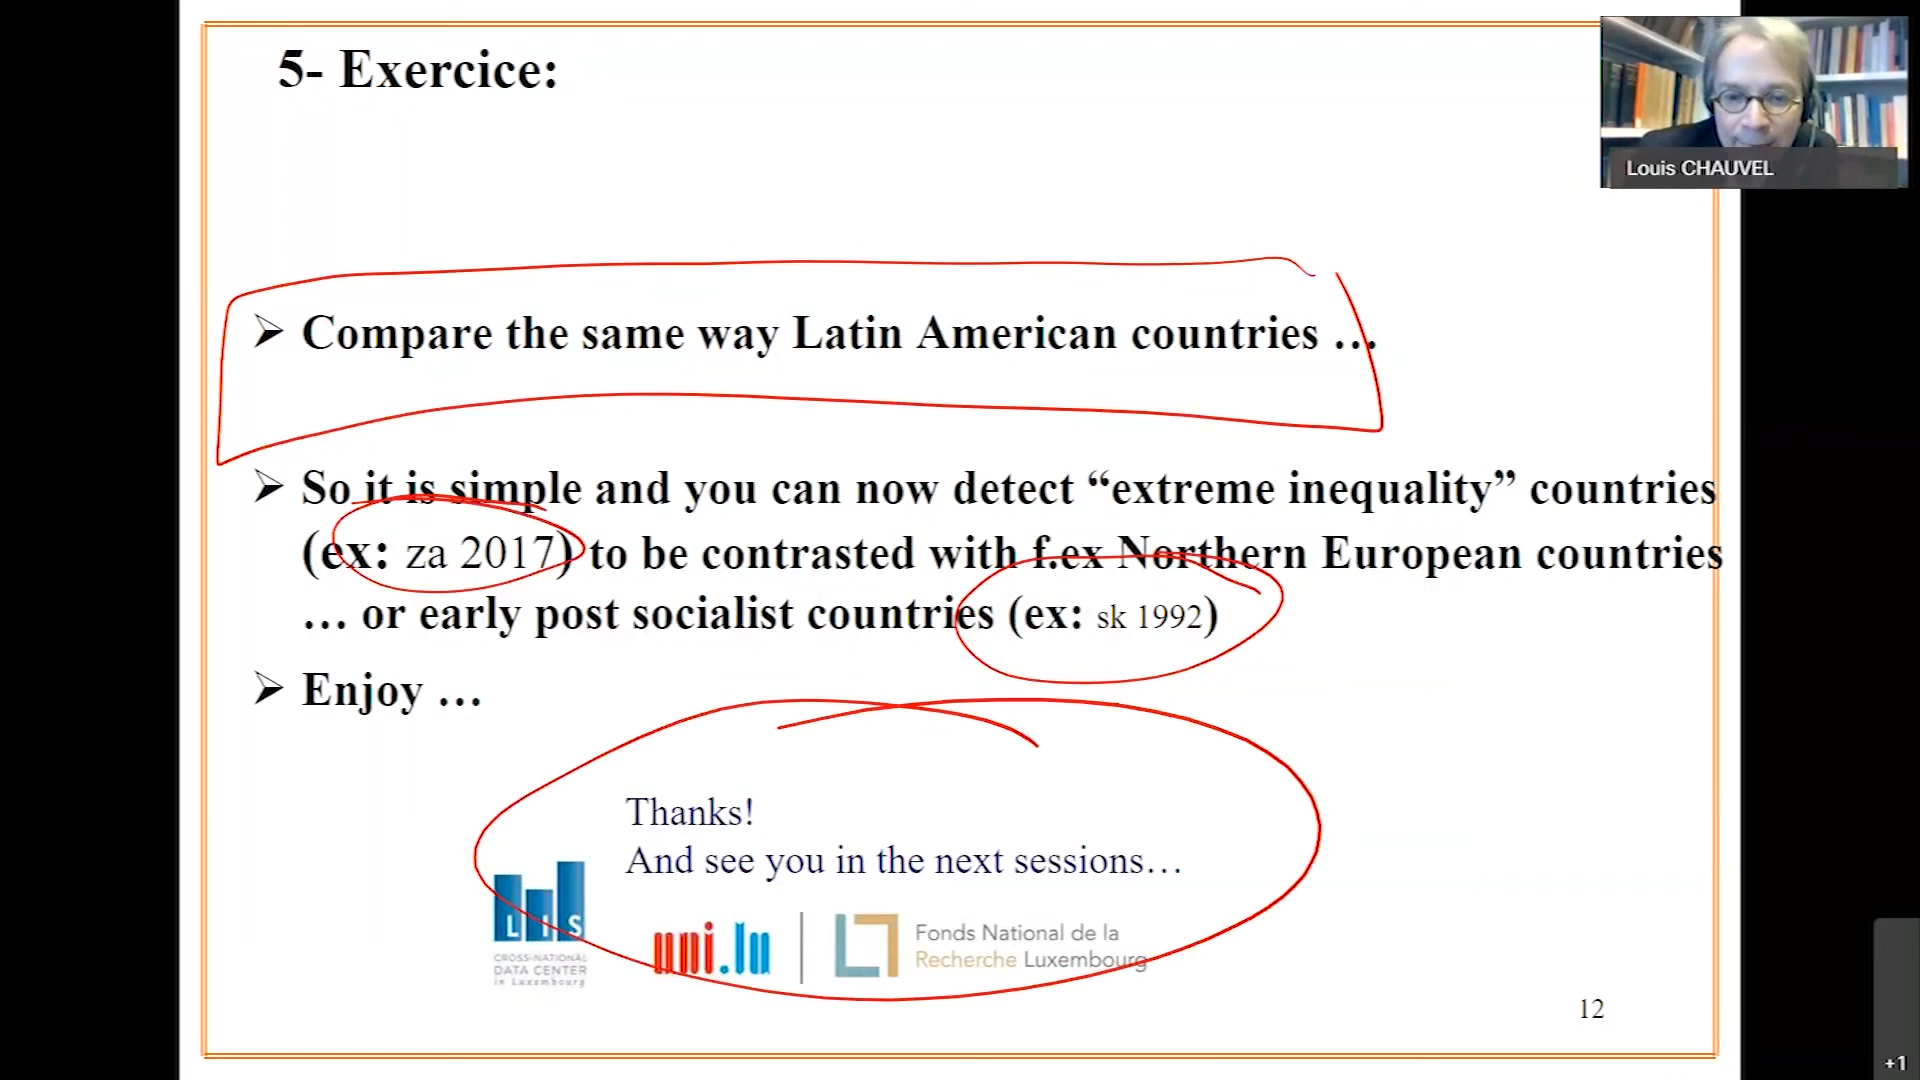 5- Exercice:
Louis CHAUVEL
➢ Compare the same way Latin American countries …
➢ So it is simple and you can now detect “extreme inequality” countries
(ex: za 2017) to be contrasted with f.ex Northern European countries
… or early post socialist countries (ex: sk 1992)
➢ Enjoy …
Thanks!
And see you in the next sessions…
LIS
CROSS-NATIONAL
DATA CENTER
in Luxembourg
uni.lu
Fonds National de la
Recherche Luxembourg
12
+1